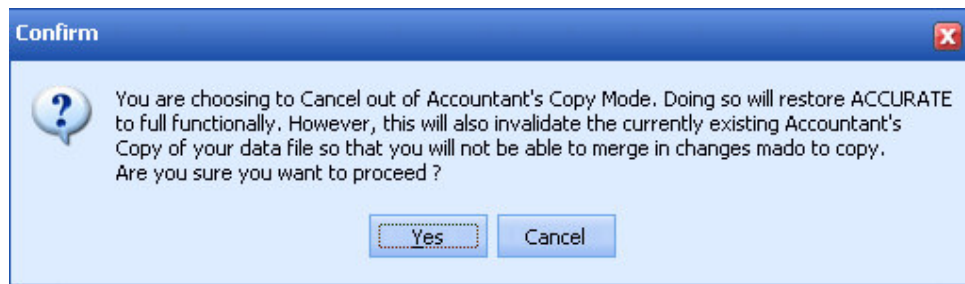 Confirm
You are choosing to Cancel out of Accountant's Copy Mode. Doing so will restore ACCURATE
to full functionally. However, this will also invalidate the currently existing Accountant's
Copy of your data file so that you will not be able to merge in changes mado to copy.
Are you sure you want to proceed ?
Yes Cancel